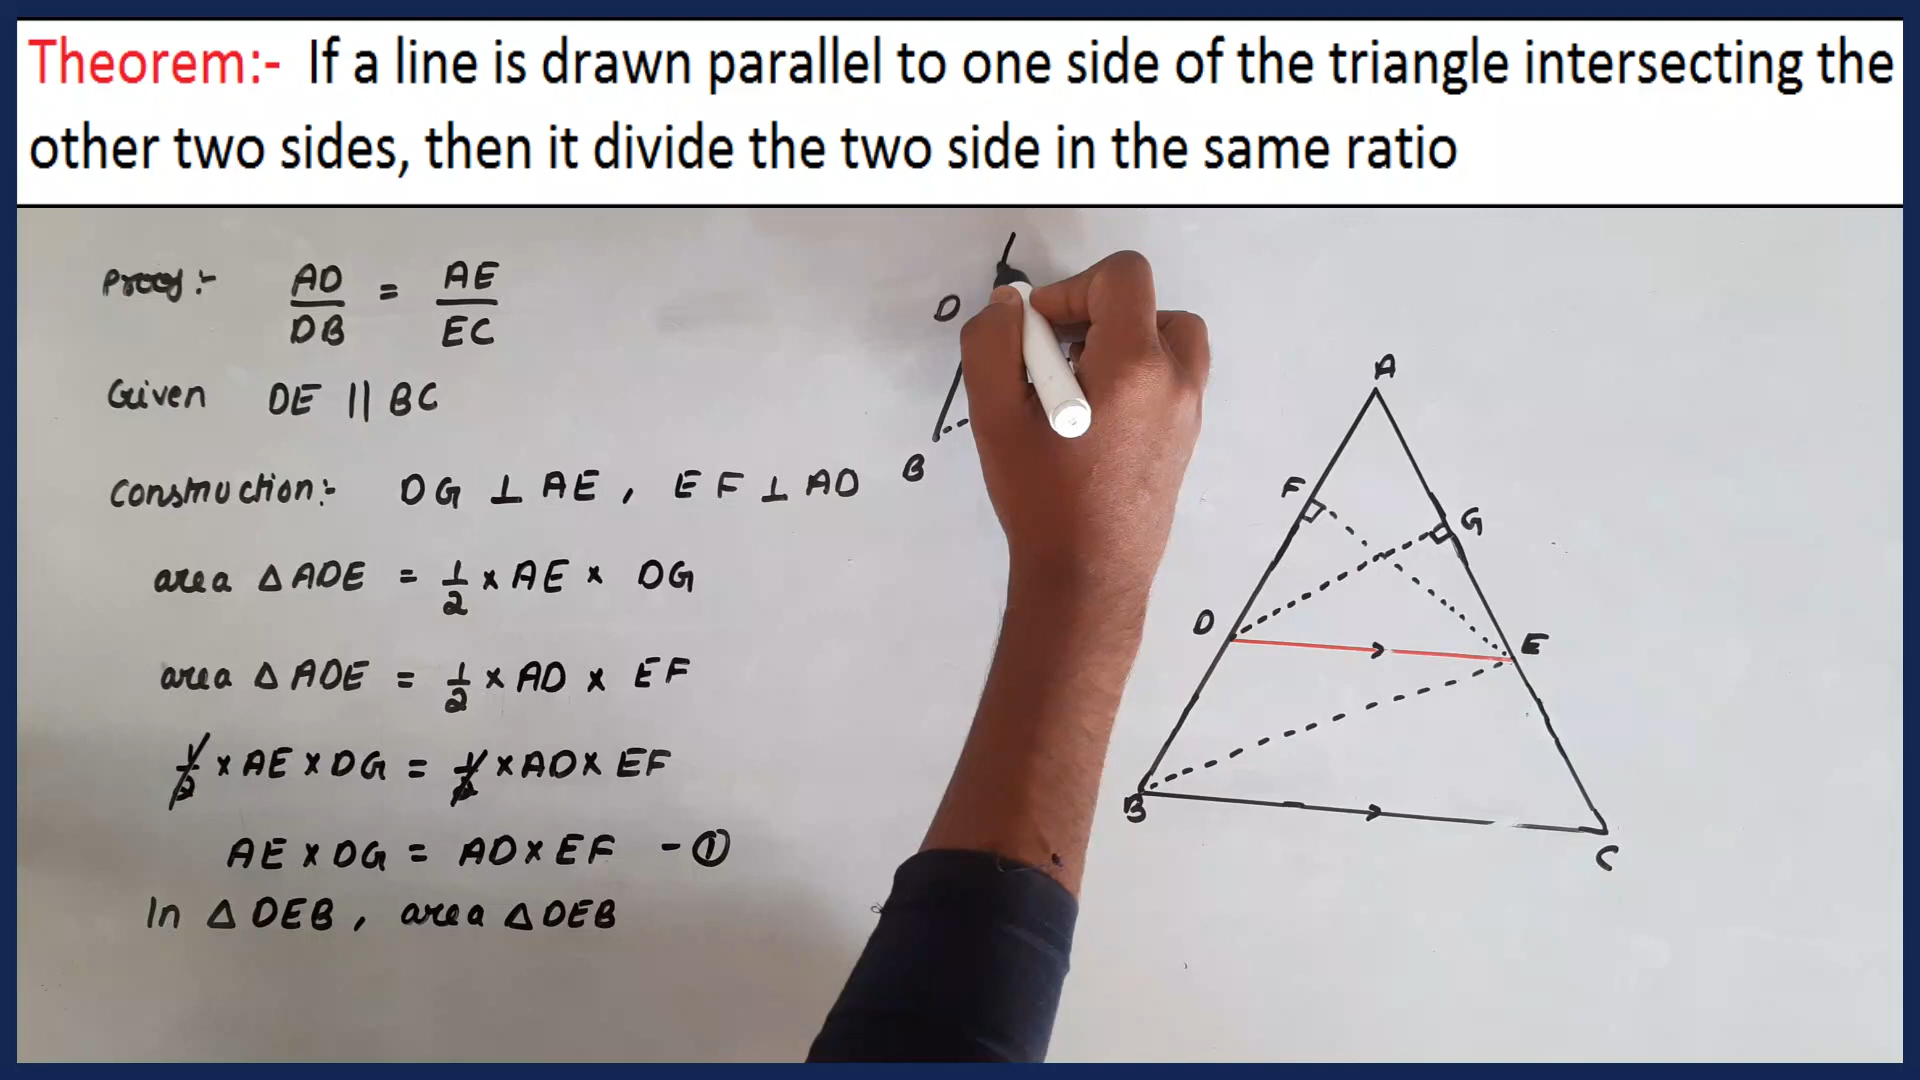 Theorem:- If a line is drawn parallel to one side of the triangle intersecting the
other two sides, then it divide the two side in the same ratio
Proof:- AD/DB = AE/EC
Given DE || BC
Construction:- DG ⊥ AE, EF ⊥ AD
area △ADE = 1/2 × AE × DG
area △ADE = 1/2 × AD × EF
1/2 × AE × DG = 1/2 × AD × EF
AE × DG = AD × EF - ①
In △DEB, area △DEB
D
B
A
F
G
D
E
B
C